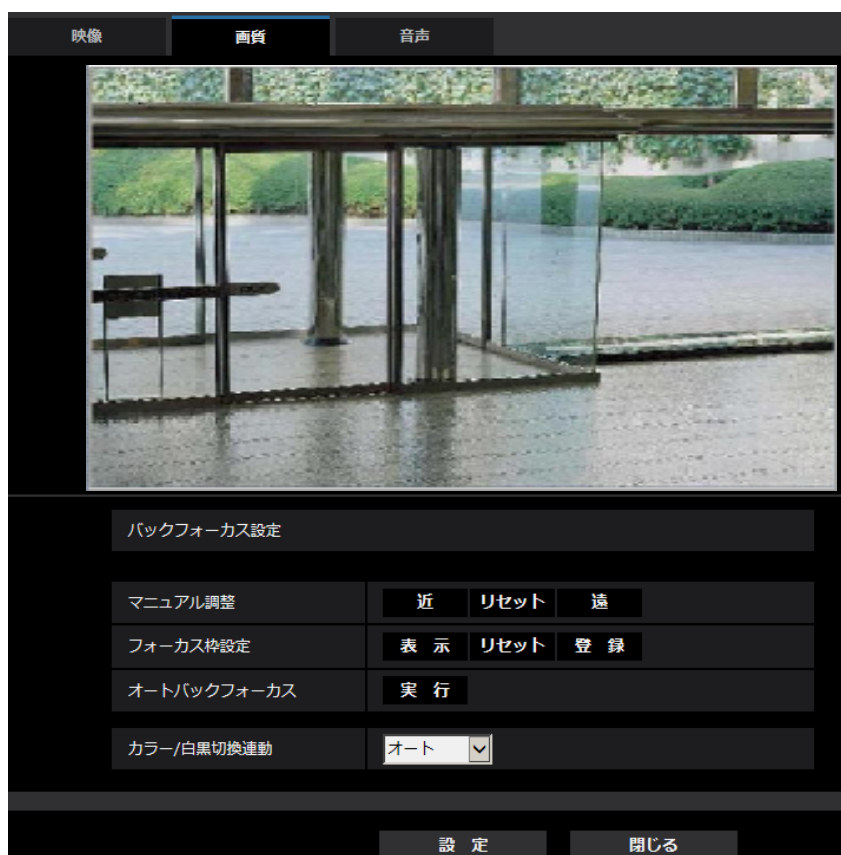 映像 画質 音声
バックフォーカス設定
マニュアル調整 近 リセット 遠
フォーカス枠設定 表 示 リセット 登 録
オートバックフォーカス 実 行
カラー/白黒切換連動 オート
設 定 閉じる